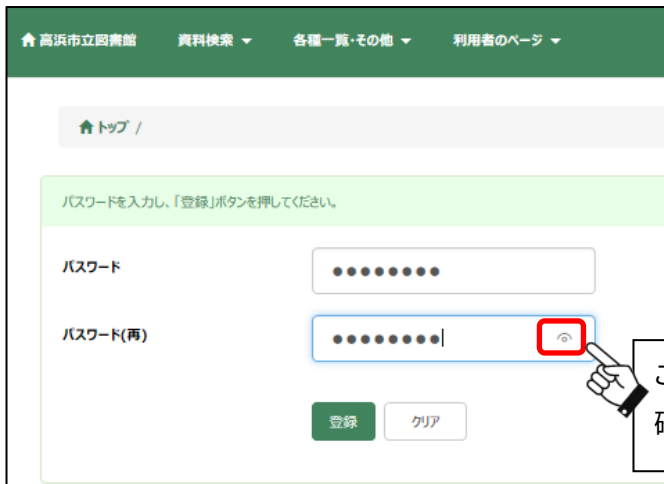 高浜市立図書館 資料検索 各種一覧・その他 利用者のページ
トップ /
パスワードを入力し、「登録」ボタンを押してください。
パスワード
●●●●●●●●
パスワード(再)
●●●●●●●●
登録 クリア
こ
確